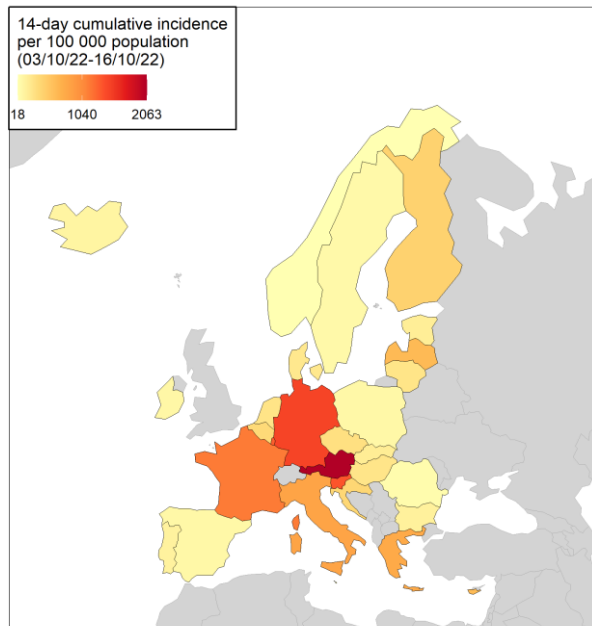 14-day cumulative incidence
per 100 000 population
(03/10/22-16/10/22)
18 1040 2063